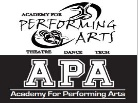 ACADEMY FOR
PERFORMING
ARTS
THEATRE DANCE TECH
APA
Academy For Performing Arts